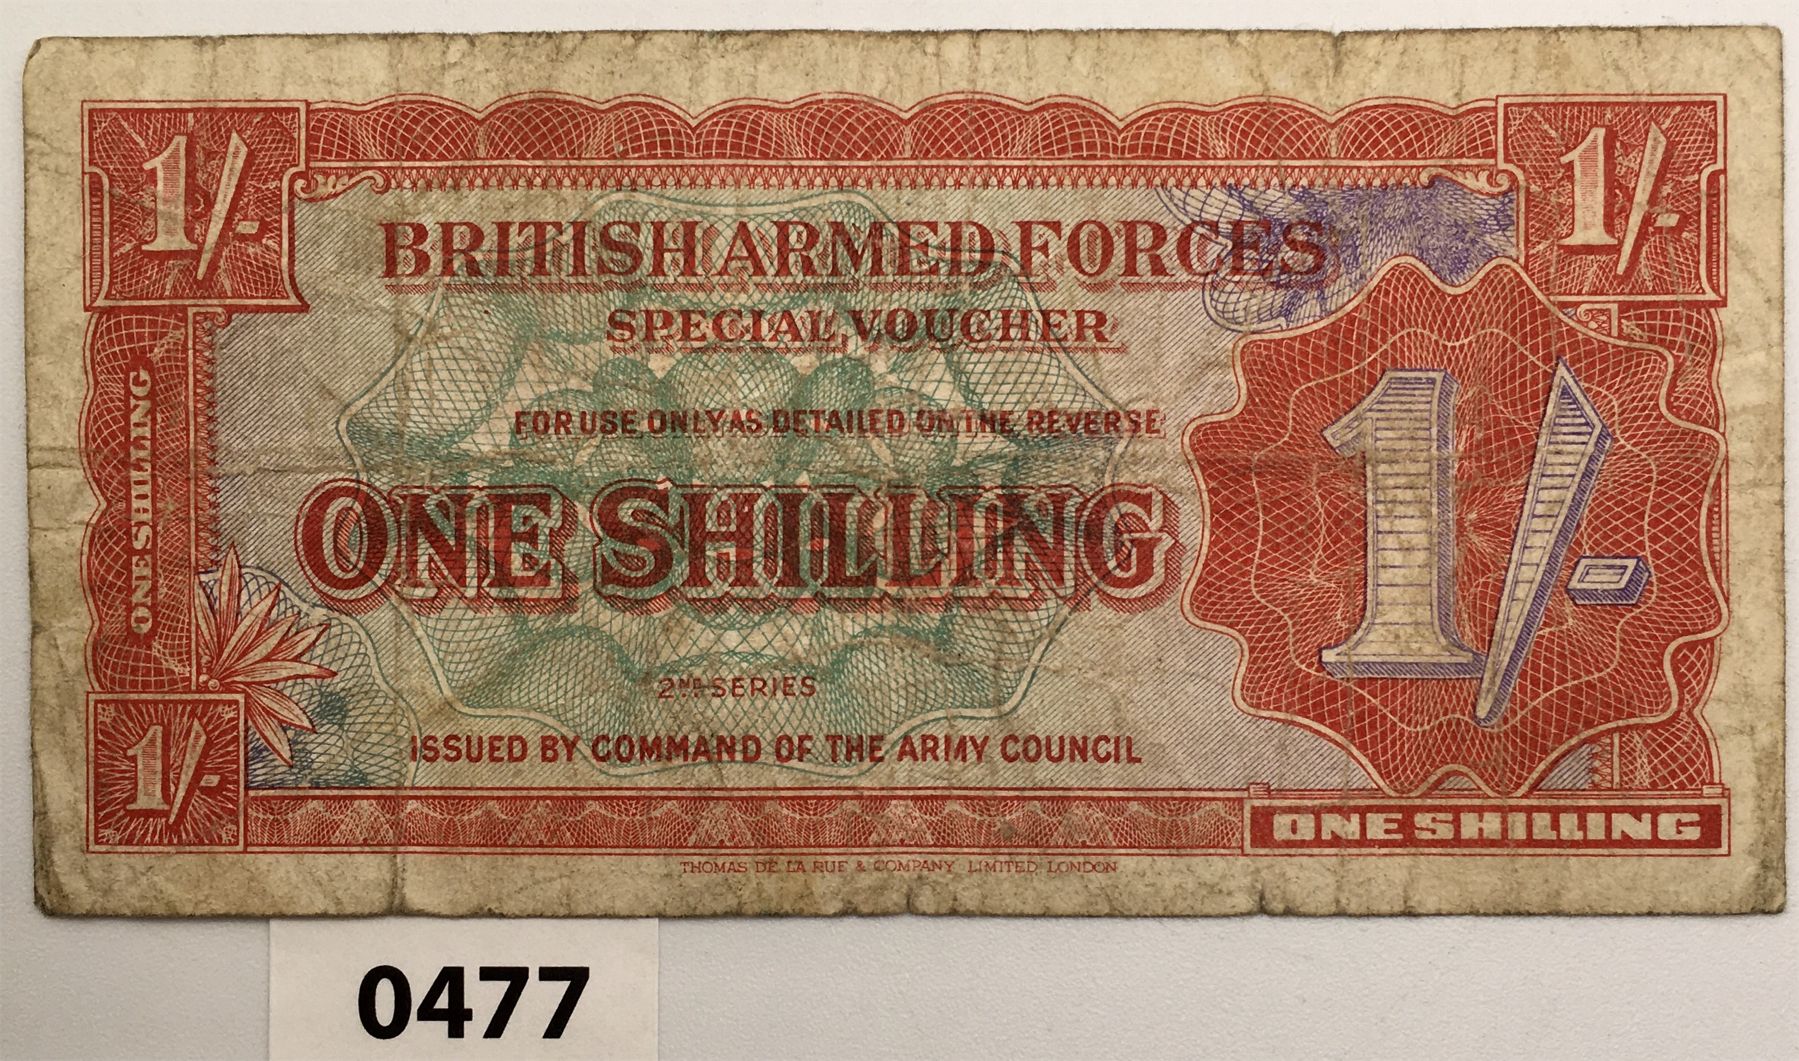 1/-
1/-
BRITISH ARMED FORCES
SPECIAL VOUCHER
FOR USE ONLY AS DETAILED ON THE REVERSE
ONE SHILLING
ONE SHILLING
1/-
2ND SERIES
ISSUED BY COMMAND OF THE ARMY COUNCIL
1/-
ONE SHILLING
THOMAS DE LA RUE & COMPANY LIMITED, LONDON
0477